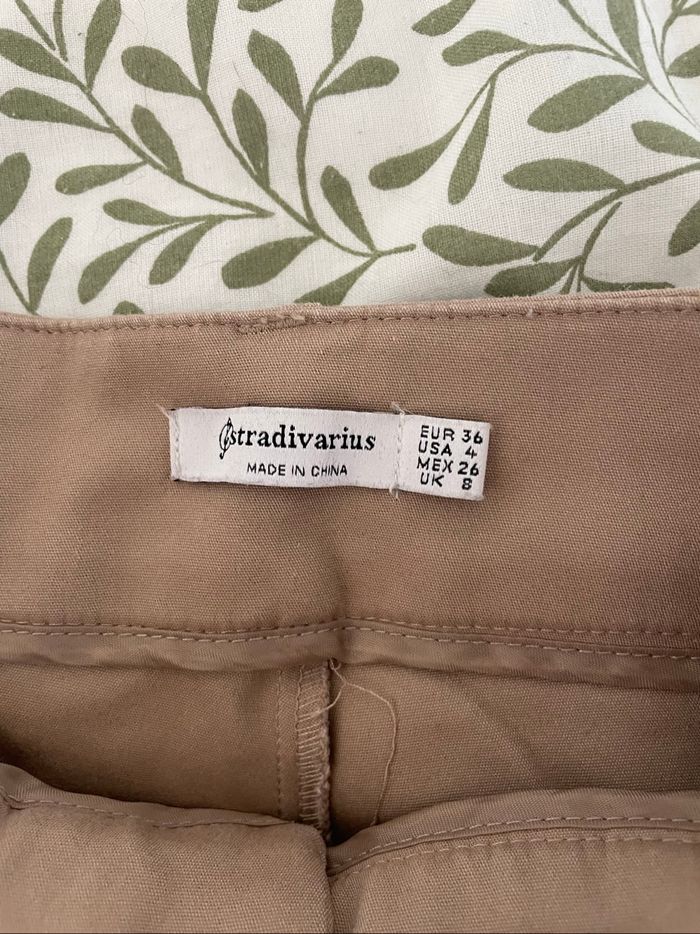 stradivarius
MADE IN CHINA
EUR 36
USA 4
MEX 26
UK 8